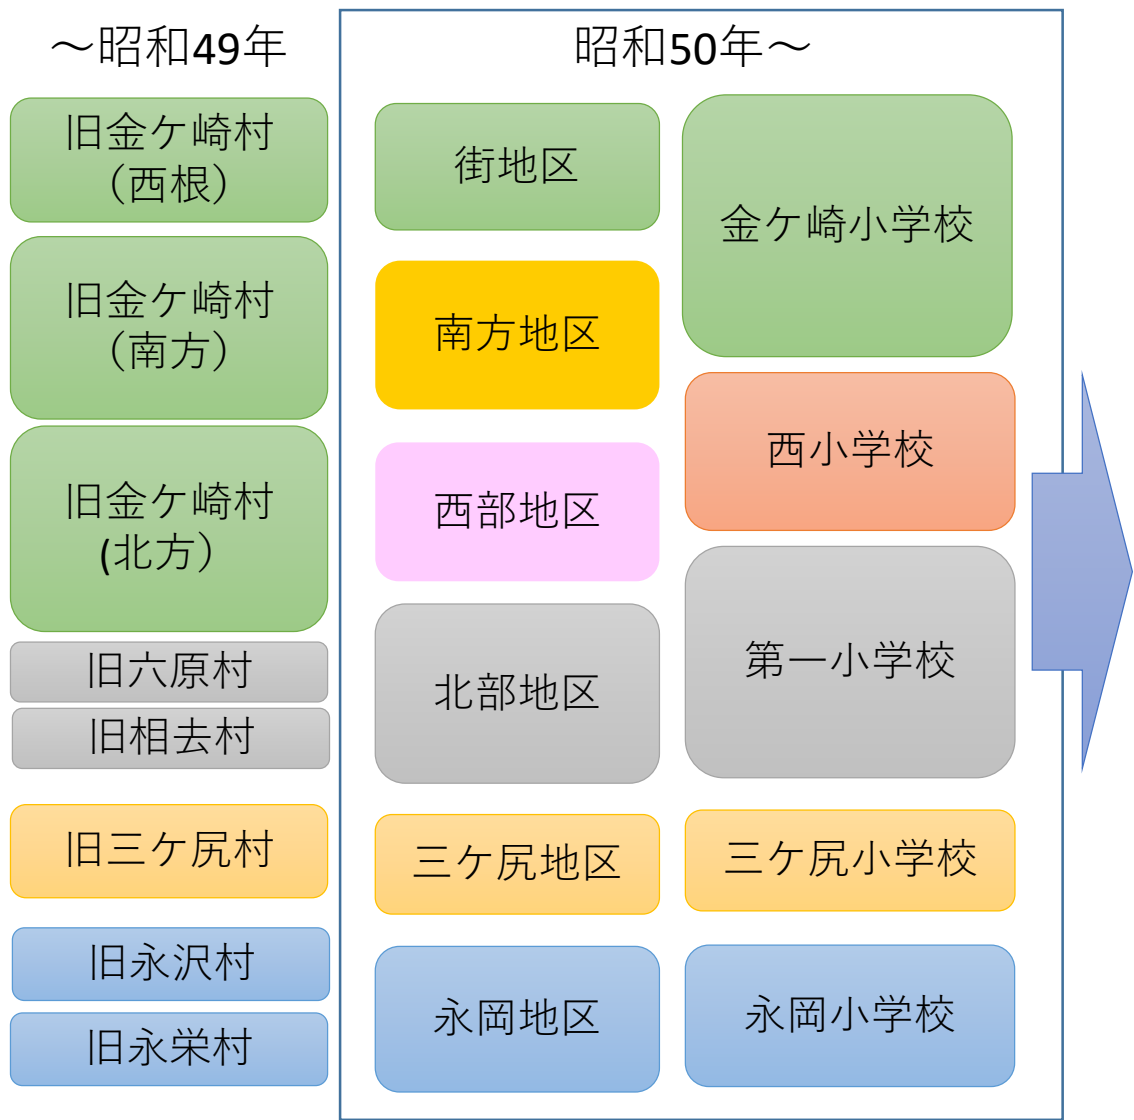 ～昭和49年
旧金ケ崎村
（西根）
旧金ケ崎村
（南方）
旧金ケ崎村
(北方）
旧六原村
旧相去村
旧三ケ尻村
旧永沢村
旧永栄村
昭和50年～
街地区
南方地区
西部地区
北部地区
三ケ尻地区
永岡地区
金ケ崎小学校
西小学校
第一小学校
三ケ尻小学校
永岡小学校